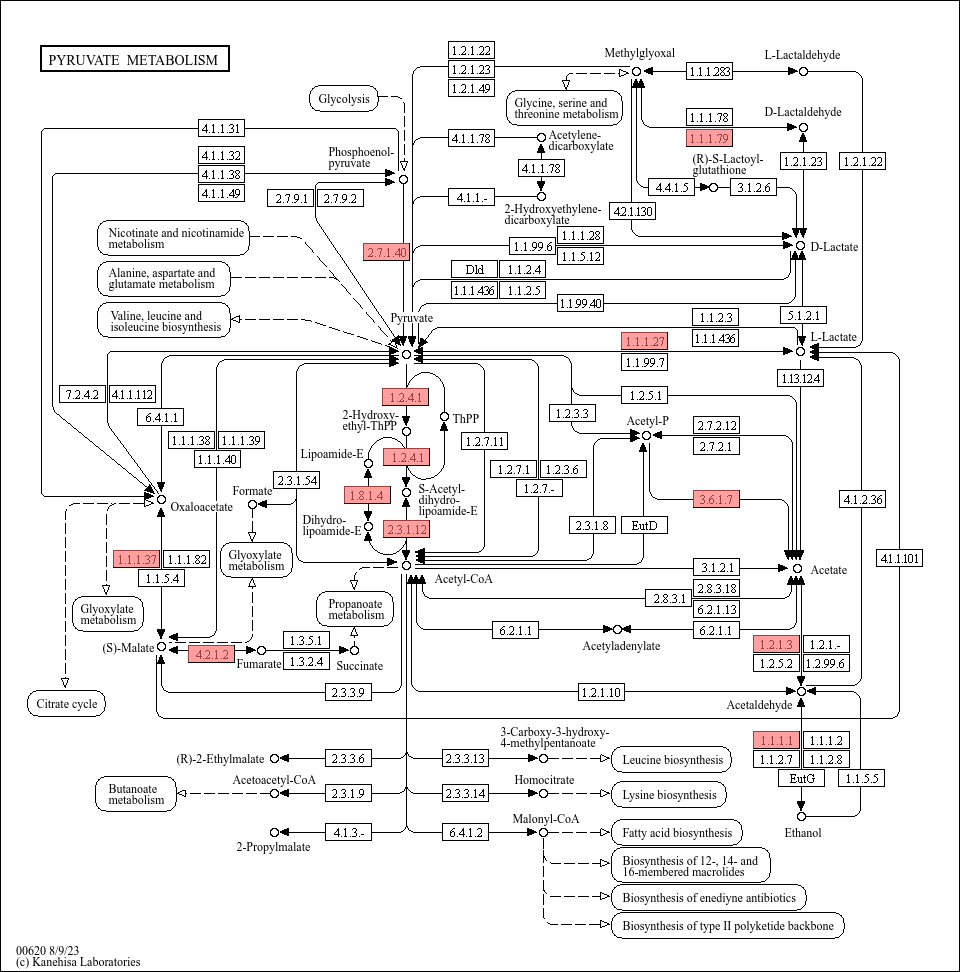 PYRUVATE METABOLISM
1.2.1.22
1.2.1.23
1.2.1.49
Methylglyoxal
1.1.1.283
L-Lactaldehyde
Glycolysis
Glycine, serine and
threonine metabolism
1.1.1.78
1.1.1.79
D-Lactaldehyde
4.1.1.31
4.1.1.32
4.1.1.38
4.1.1.49
Phosphoenol-
pyruvate
4.1.1.78
Acetylene-
dicarboxylate
4.1.1.78
(R)-S-Lactoyl-
glutathione
1.2.1.23
1.2.1.22
4.4.1.5
3.1.2.6
2.7.9.1
2.7.9.2
4.1.1.-
2-Hydroxyethylene-
dicarboxylate
4.2.1.130
Nicotinate and nicotinamide
metabolism
2.7.1.40
1.1.99.6
1.1.1.28
1.1.5.12
D-Lactate
Alanine, aspartate and
glutamate metabolism
Dld
1.1.2.4
1.1.1.436
1.1.2.5
1.1.99.40
Valine, leucine and
isoleucine biosynthesis
Pyruvate
1.1.2.3
1.1.1.436
5.1.2.1
L-Lactate
1.1.1.27
1.1.99.7
1.13.12.4
7.2.4.2
4.1.1.112
6.4.1.1
1.2.4.1
1.2.5.1
2-Hydroxy-
ethyl-ThPP
ThPP
1.2.3.3
Acetyl-P
2.7.2.12
2.7.2.1
1.1.1.38
1.1.1.39
1.1.1.40
Lipoamide-E
1.2.4.1
1.2.7.11
1.2.7.1
1.2.3.6
1.2.7.-
2.3.1.54
Formate
1.8.1.4
S-Acetyl-
dihydro-
lipoamide-E
3.6.1.7
4.1.2.36
Oxaloacetate
Dihydro-
lipoamide-E
2.3.1.12
2.3.1.8
EutD
1.1.1.37
1.1.1.82
1.1.5.4
Glyoxylate
metabolism
4.1.1.101
Acetyl-CoA
3.1.2.1
Acetate
Glyoxylate
metabolism
Propanoate
metabolism
2.8.3.1
2.8.3.18
6.2.1.13
6.2.1.1
6.2.1.1
Acetyladenylate
(S)-Malate
4.2.1.2
Fumarate
1.3.5.1
1.3.2.4
Succinate
1.2.1.3
1.2.1.-
1.2.5.2
1.2.99.6
Citrate cycle
2.3.3.9
1.2.1.10
Acetaldehyde
(R)-2-Ethylmalate
2.3.3.6
2.3.3.13
3-Carboxy-3-hydroxy-
4-methylpentanoate
Leucine biosynthesis
1.1.1.1
1.1.1.2
1.1.2.7
1.1.2.8
EutG
1.1.5.5
Butanoate
metabolism
Acetoacetyl-CoA
2.3.1.9
2.3.3.14
Homocitrate
Lysine biosynthesis
Ethanol
2-Propylmalate
4.1.3.-
6.4.1.2
Malonyl-CoA
Fatty acid biosynthesis
Biosynthesis of 12-, 14- and
16-membered macrolides
Biosynthesis of enediyne antibiotics
Biosynthesis of type II polyketide backbone
00620 8/9/23
(c) Kanehisa Laboratories